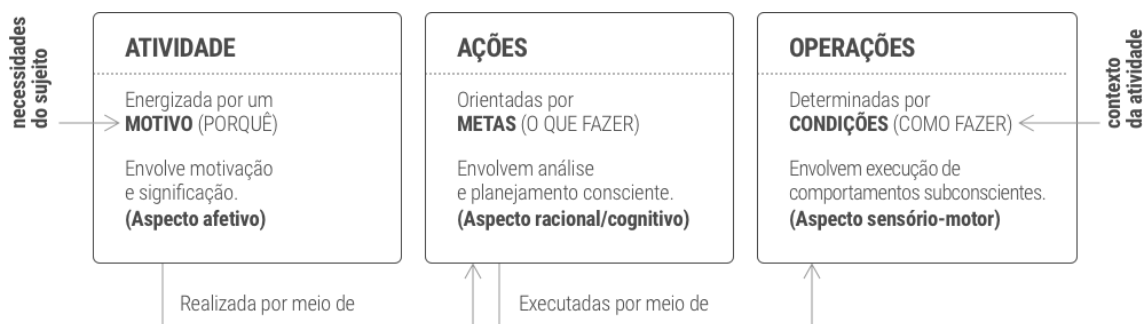 necessidades
do sujeito
ATIVIDADE
Energizada por um
MOTIVO (PORQUÊ)
Envolve motivação
e significação.
(Aspecto afetivo)
AÇÕES
Orientadas por
METAS (O QUE FAZER)
Envolvem análise
e planejamento consciente.
(Aspecto racional/cognitivo)
OPERAÇÕES
Determinadas por
CONDIÇÕES (COMO FAZER)
Envolvem execução de
comportamentos subconscientes.
(Aspecto sensório-motor)
contexto
da atividade
Realizada por meio de
Executadas por meio de